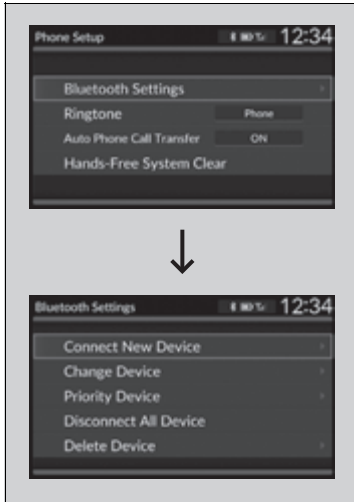 Phone Setup 12:34
Bluetooth Settings
Ringtone Phone
Auto Phone Call Transfer ON
Hands-Free System Clear
Bluetooth Settings 12:34
Connect New Device
Change Device
Priority Device
Disconnect All Device
Delete Device